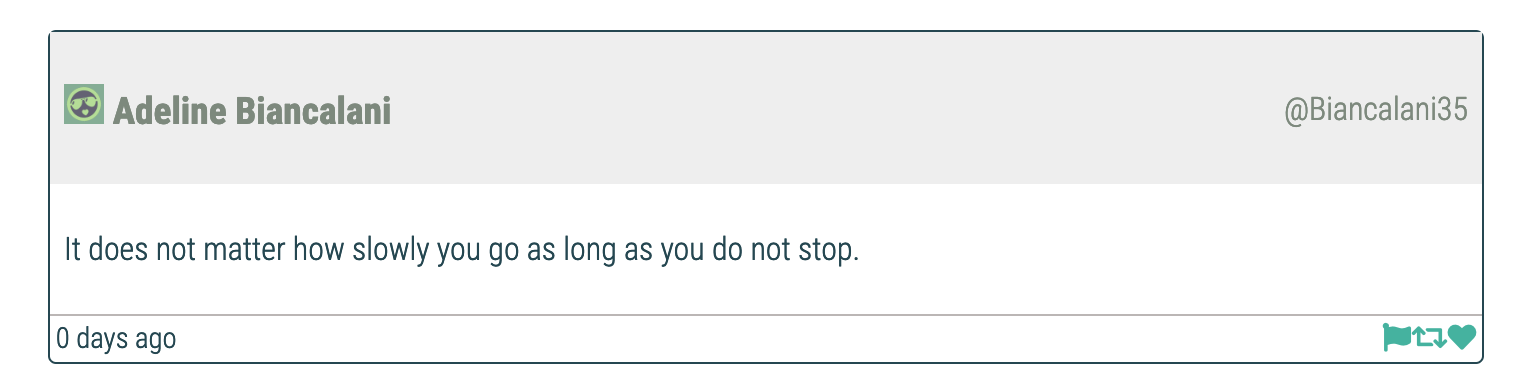 Adeline Biancalani @Biancalani35
It does not matter how slowly you go as long as you do not stop.
0 days ago